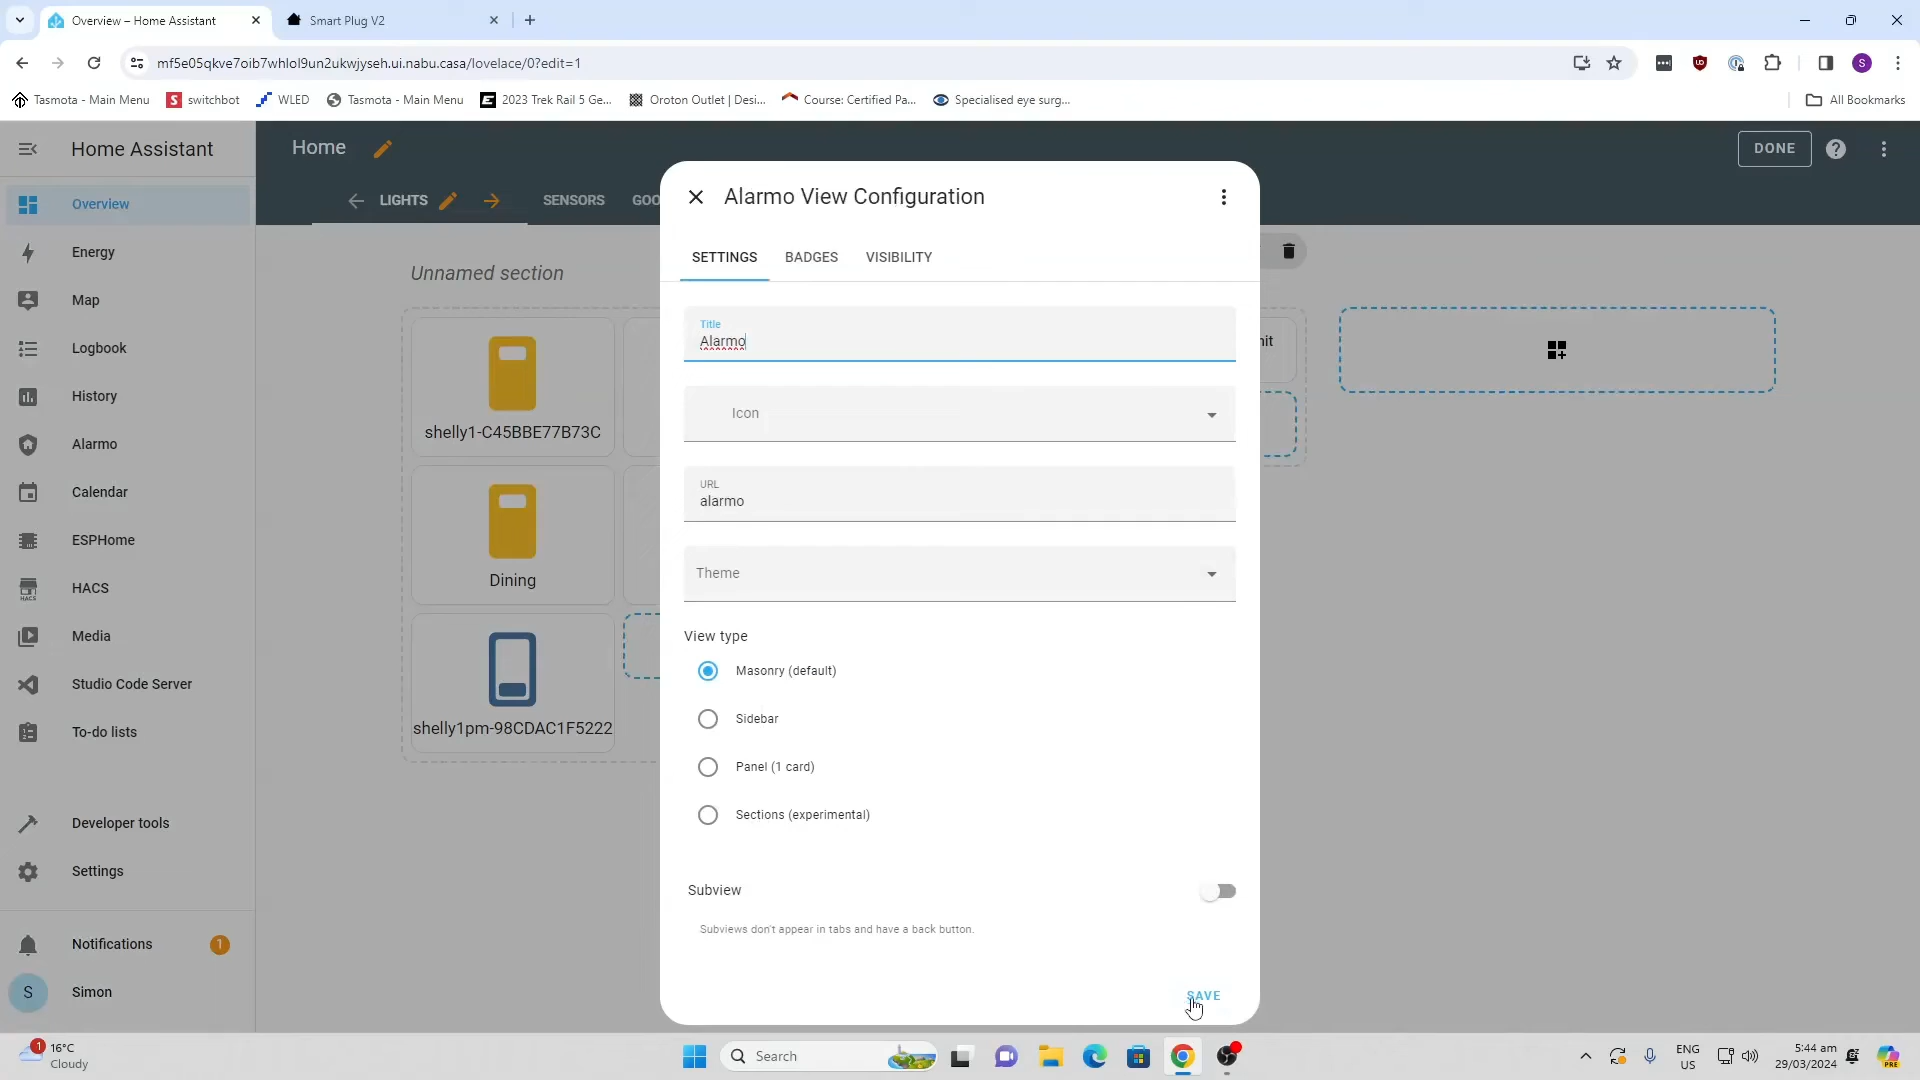 Overview – Home Assistant
Smart Plug V2
mf5e05qkve7oib7whlol9un2ukwjyseh.ui.nabu.casa/lovelace/0?edit=1
S
Tasmota - Main Menu
switchbot
WLED
Tasmota - Main Menu
2023 Trek Rail 5 Ge...
Oroton Outlet | Desi...
Course: Certified Pa...
Specialised eye surg...
All Bookmarks
Home Assistant
Home
DONE
LIGHTS
SENSORS
GOO
Overview
Energy
Map
Logbook
History
Alarmo
Calendar
ESPHome
HACS
Media
Studio Code Server
To-do lists
Developer tools
Settings
Notifications
1
S
Simon
Unnamed section
shelly1-C45BBE77B73C
Dining
shelly1pm-98CDAC1F5222
nit
Alarmo View Configuration
SETTINGS
BADGES
VISIBILITY
Title
Alarmo
Icon
URL
alarmo
Theme
View type
Masonry (default)
Sidebar
Panel (1 card)
Sections (experimental)
Subview
Subviews don't appear in tabs and have a back button.
SAVE
1
16°C
Cloudy
Search
ENG
US
5:44 am
29/03/2024
PRE